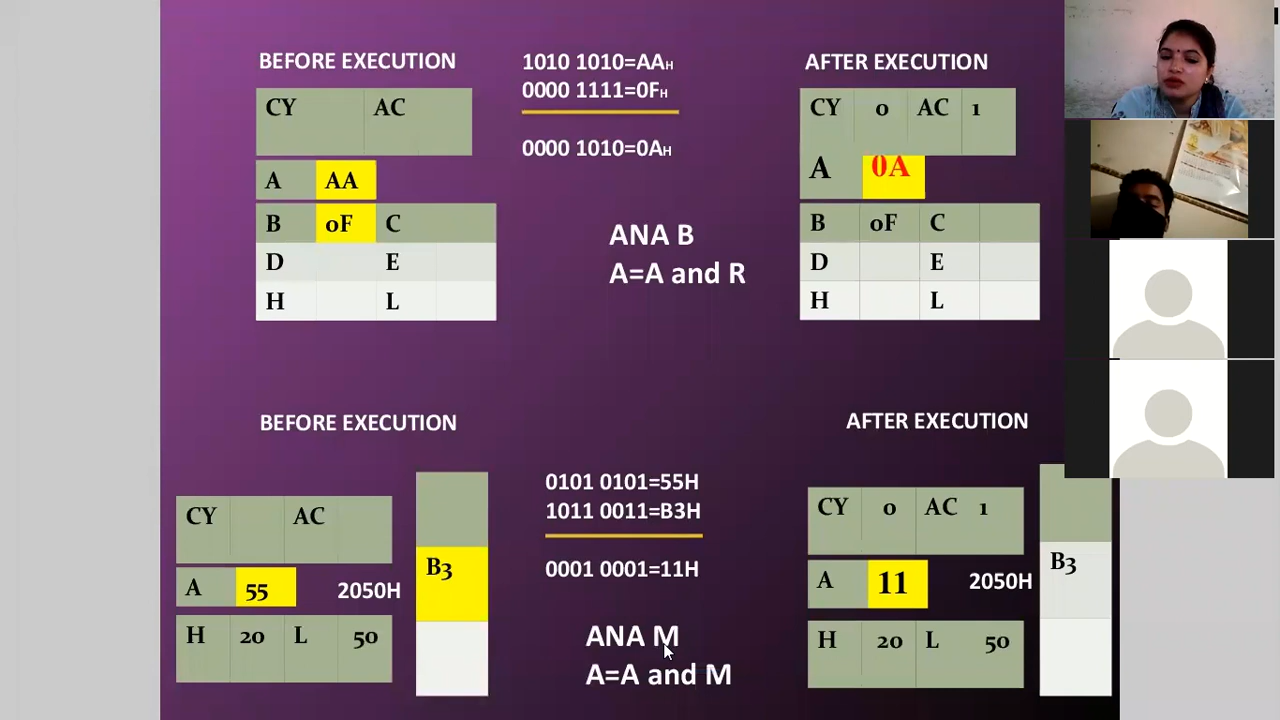 BEFORE EXECUTION
1010 1010=AAH
0000 1111=0FH
0000 1010=0AH
AFTER EXECUTION
CY AC
A AA
B 0F C
D E
H L
ANA B
A=A and R
CY 0 AC 1
A 0A
B 0F C
D E
H L
BEFORE EXECUTION
AFTER EXECUTION
0101 0101=55H
1011 0011=B3H
0001 0001=11H
CY AC
B3
A 55 2050H
H 20 L 50
ANA M
A=A and M
CY 0 AC 1
B3
A 11 2050H
H 20 L 50